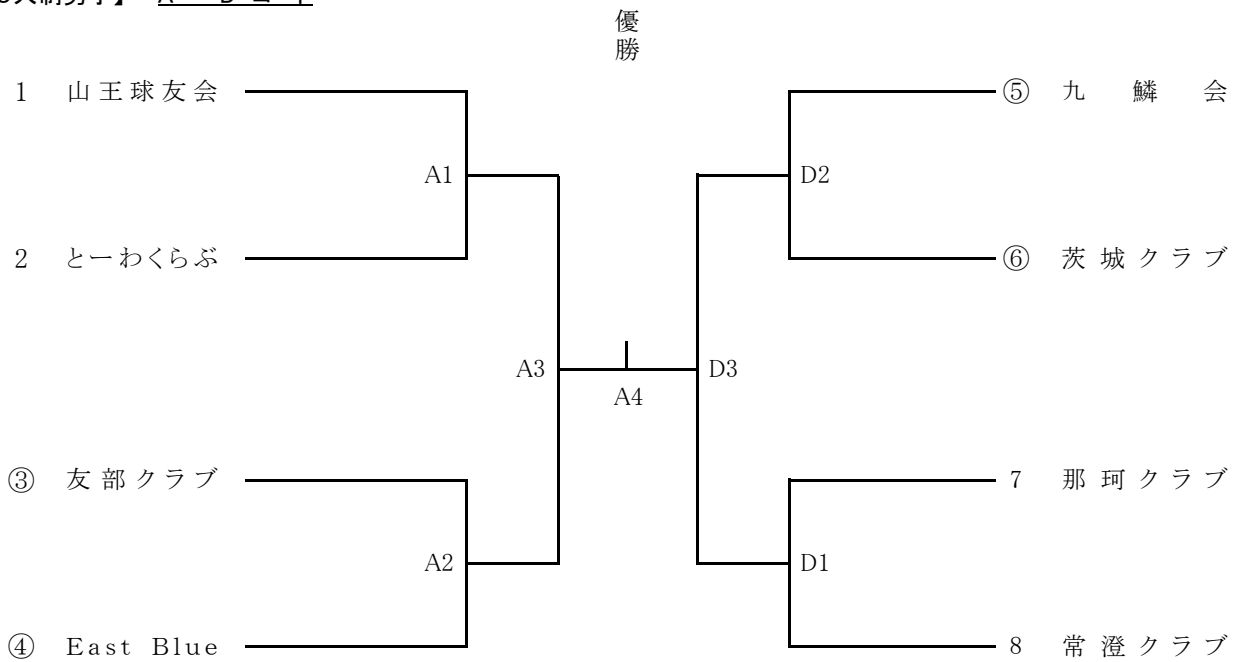 優
勝
1 山王球友会
⑤ 九鱗会
A1
D2
2 とーわくらぶ
⑥ 茨城クラブ
A3
D3
A4
③ 友部クラブ
7 那珂クラブ
A2
D1
④ East Blue
8 常澄クラブ